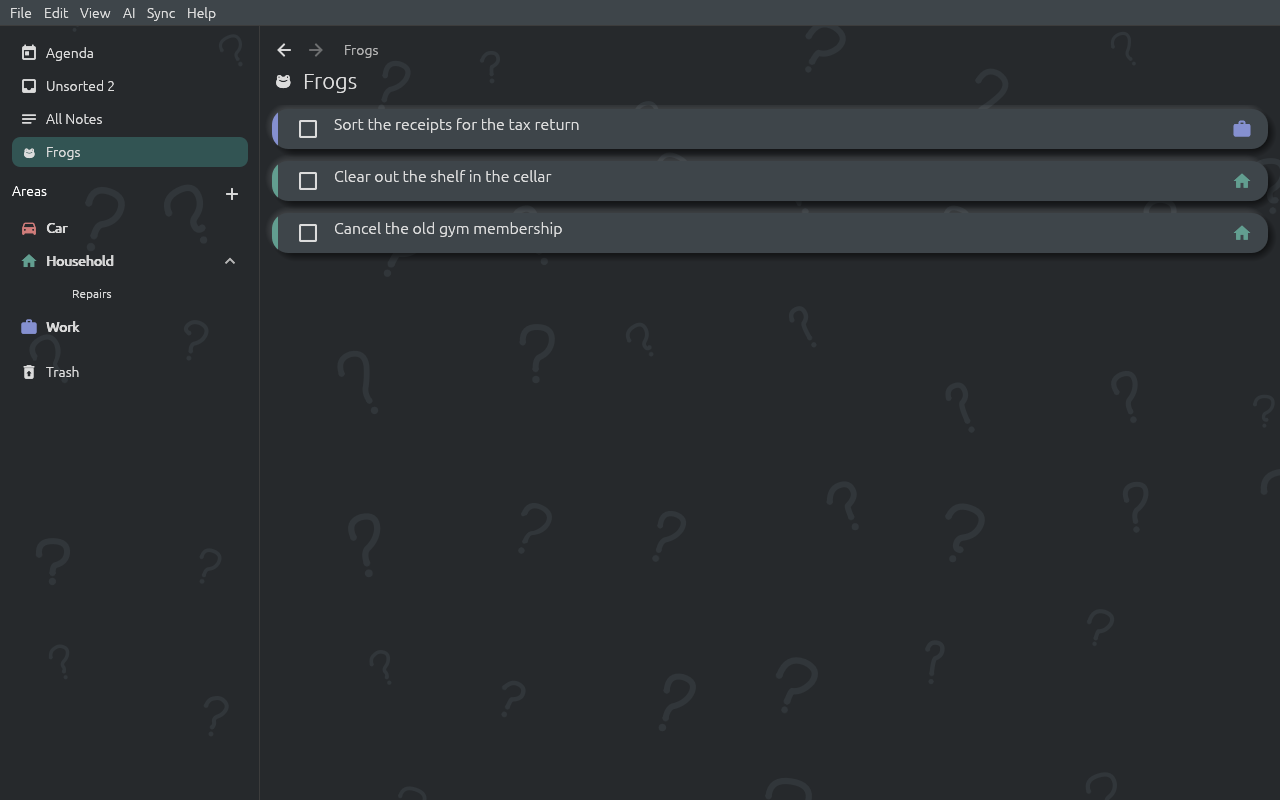 File Edit View AI Sync Help
Agenda
Unsorted 2
All Notes
Frogs
Areas
Car
Household
Repairs
Work
Trash
Frogs
Frogs
Sort the receipts for the tax return
Clear out the shelf in the cellar
Cancel the old gym membership